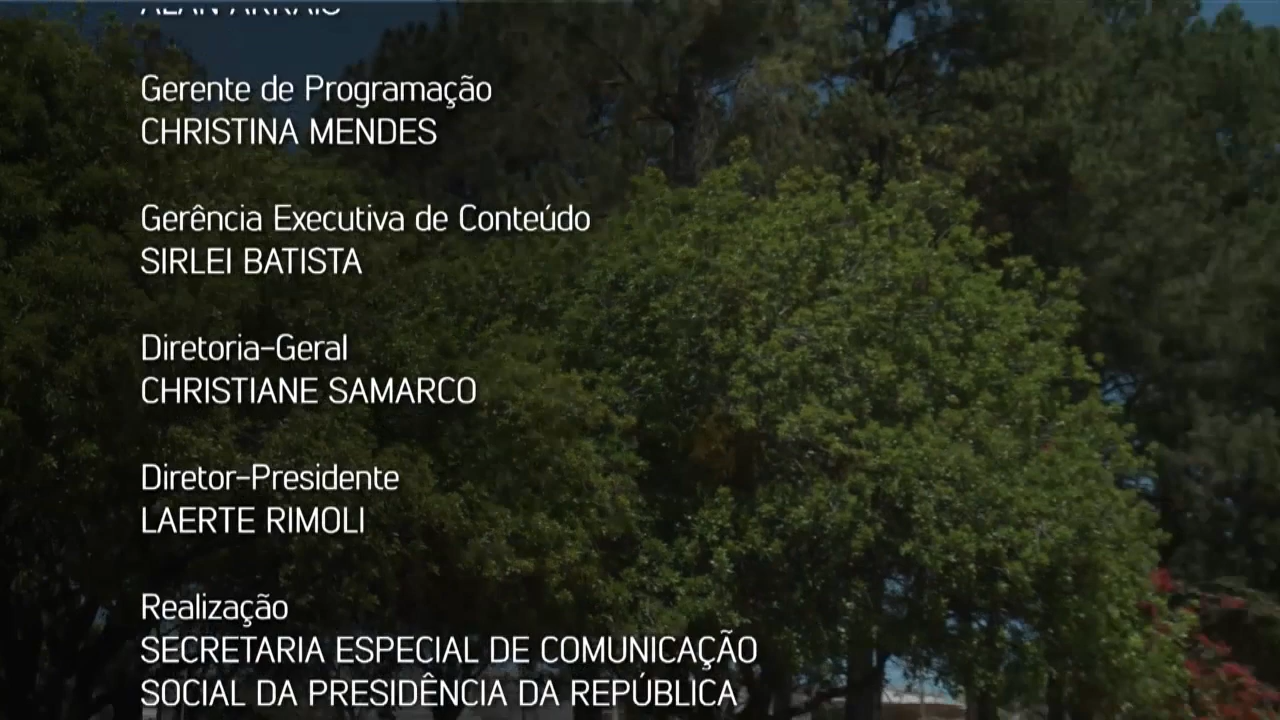 Gerente de Programação
CHRISTINA MENDES
Gerência Executiva de Conteúdo
SIRLEI BATISTA
Diretoria-Geral
CHRISTIANE SAMARCO
Diretor-Presidente
LAERTE RIMOLI
Realização
SECRETARIA ESPECIAL DE COMUNICAÇÃO
SOCIAL DA PRESIDÊNCIA DA REPÚBLICA